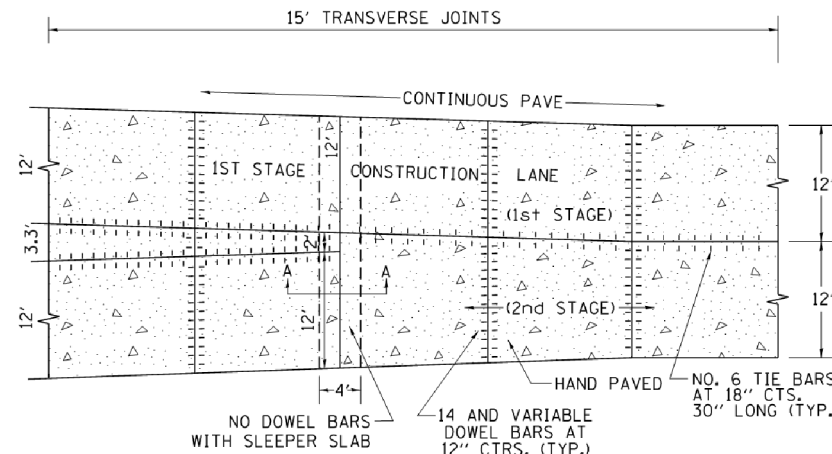 15' TRANSVERSE JOINTS
CONTINUOUS PAVE
12'
1ST STAGE
12'
CONSTRUCTION
LANE
(1st STAGE)
12'
3.3'
2'
A
A
12'
12'
(2nd STAGE)
12'
4'
HAND PAVED
NO DOWEL BARS
WITH SLEEPER SLAB
14 AND VARIABLE
DOWEL BARS AT
12" CTRS. (TYP.)
NO. 6 TIE BARS
AT 18" CTS.
30" LONG (TYP.